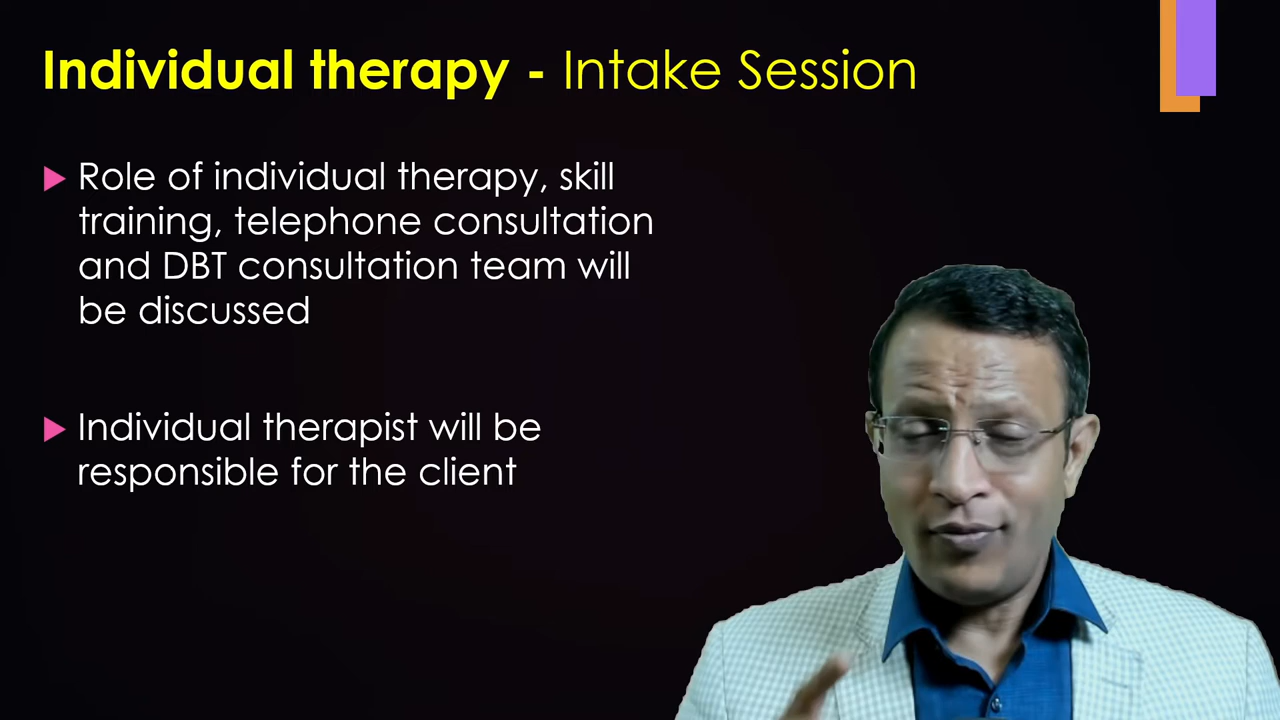 Individual therapy - Intake Session
Role of individual therapy, skill
training, telephone consultation
and DBT consultation team will
be discussed
Individual therapist will be
responsible for the client